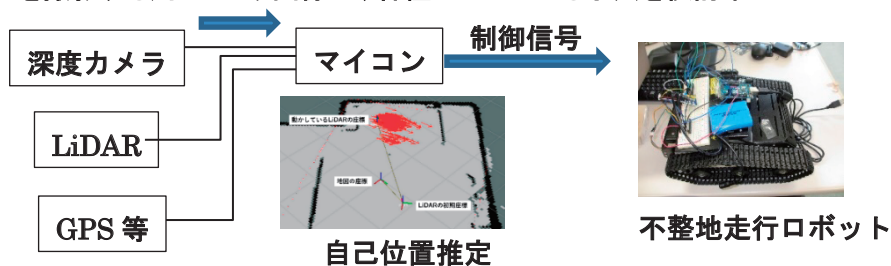 深度カメラ
マイコン
制御信号
LiDAR
GPS 等
動かしているLiDARの座標
地図の座標
LiDARの初期座標
自己位置推定
不整地走行ロボット